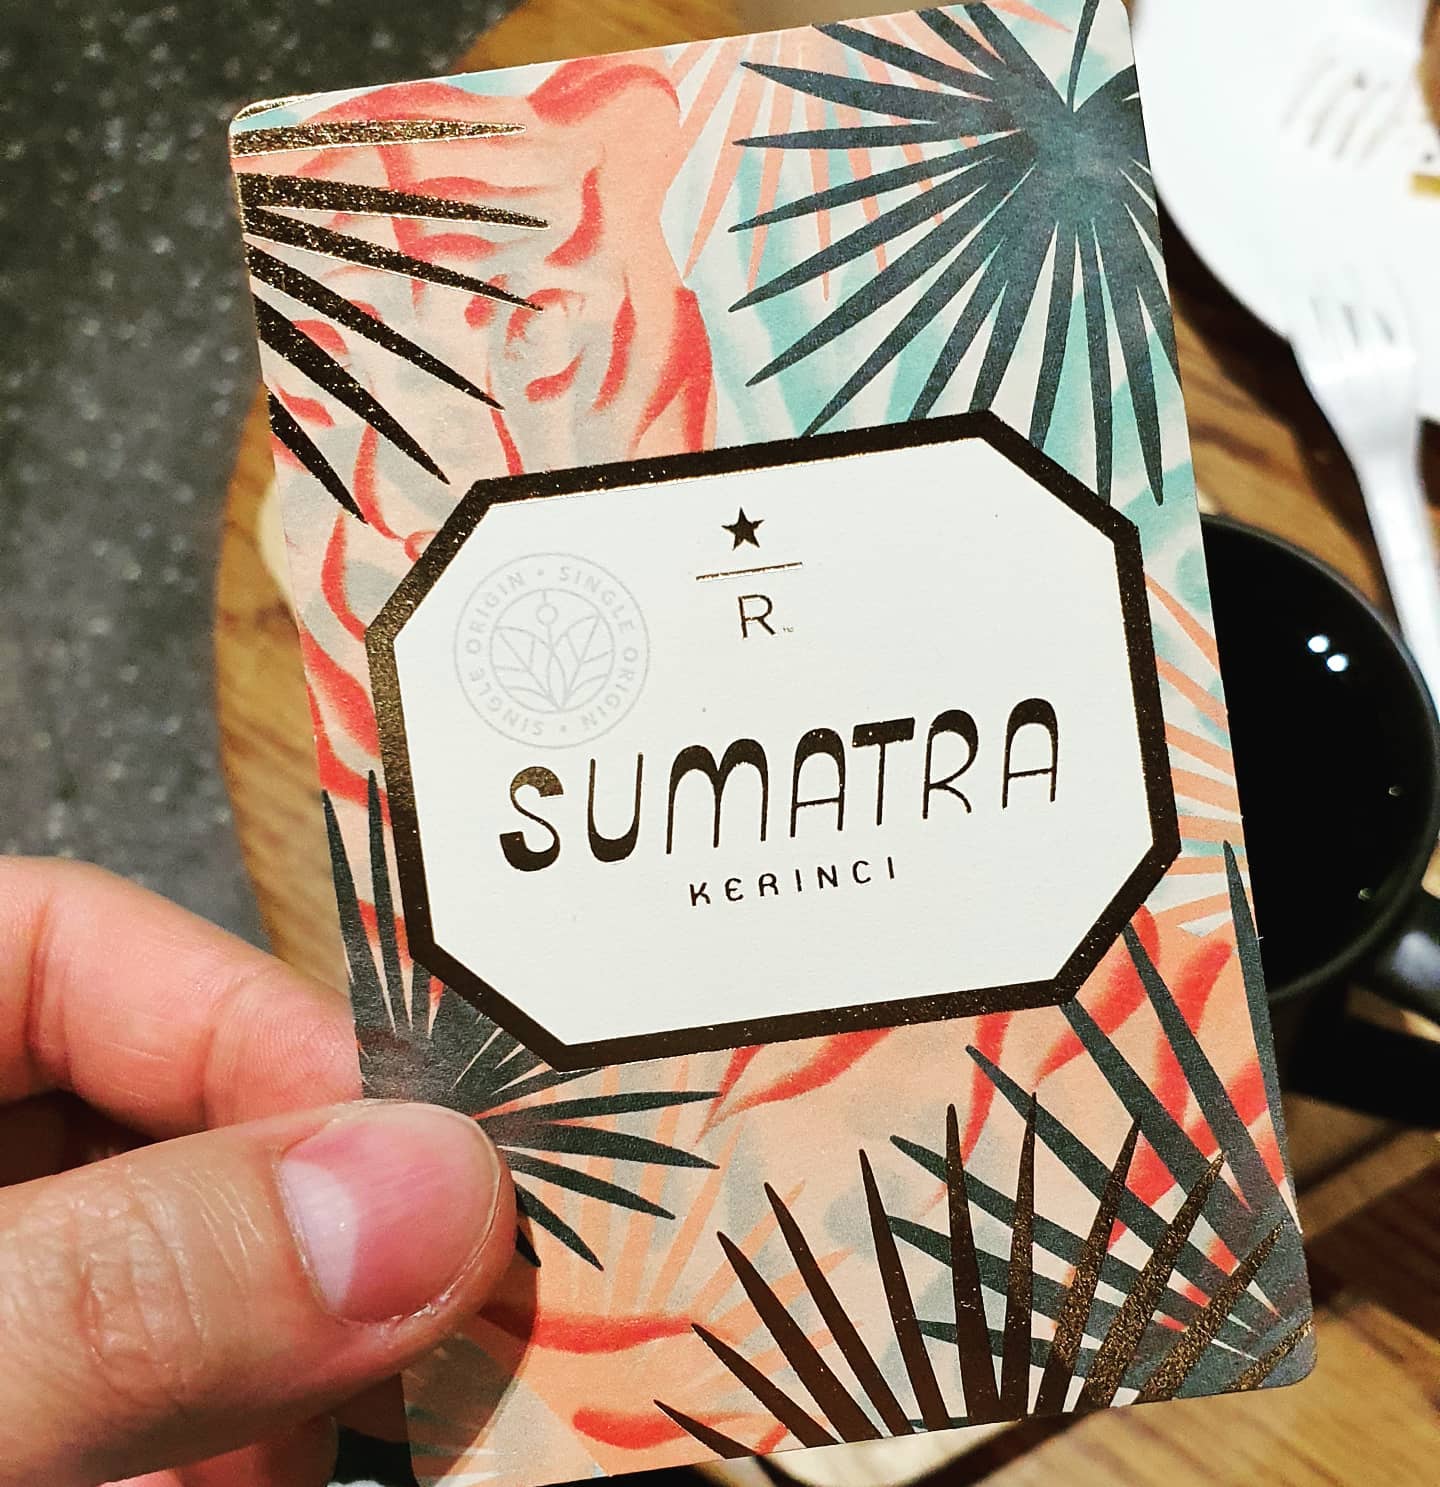 ★
R
SINGLE ORIGIN • SINGLE ORIGIN •
SUMATRA
KERINCI